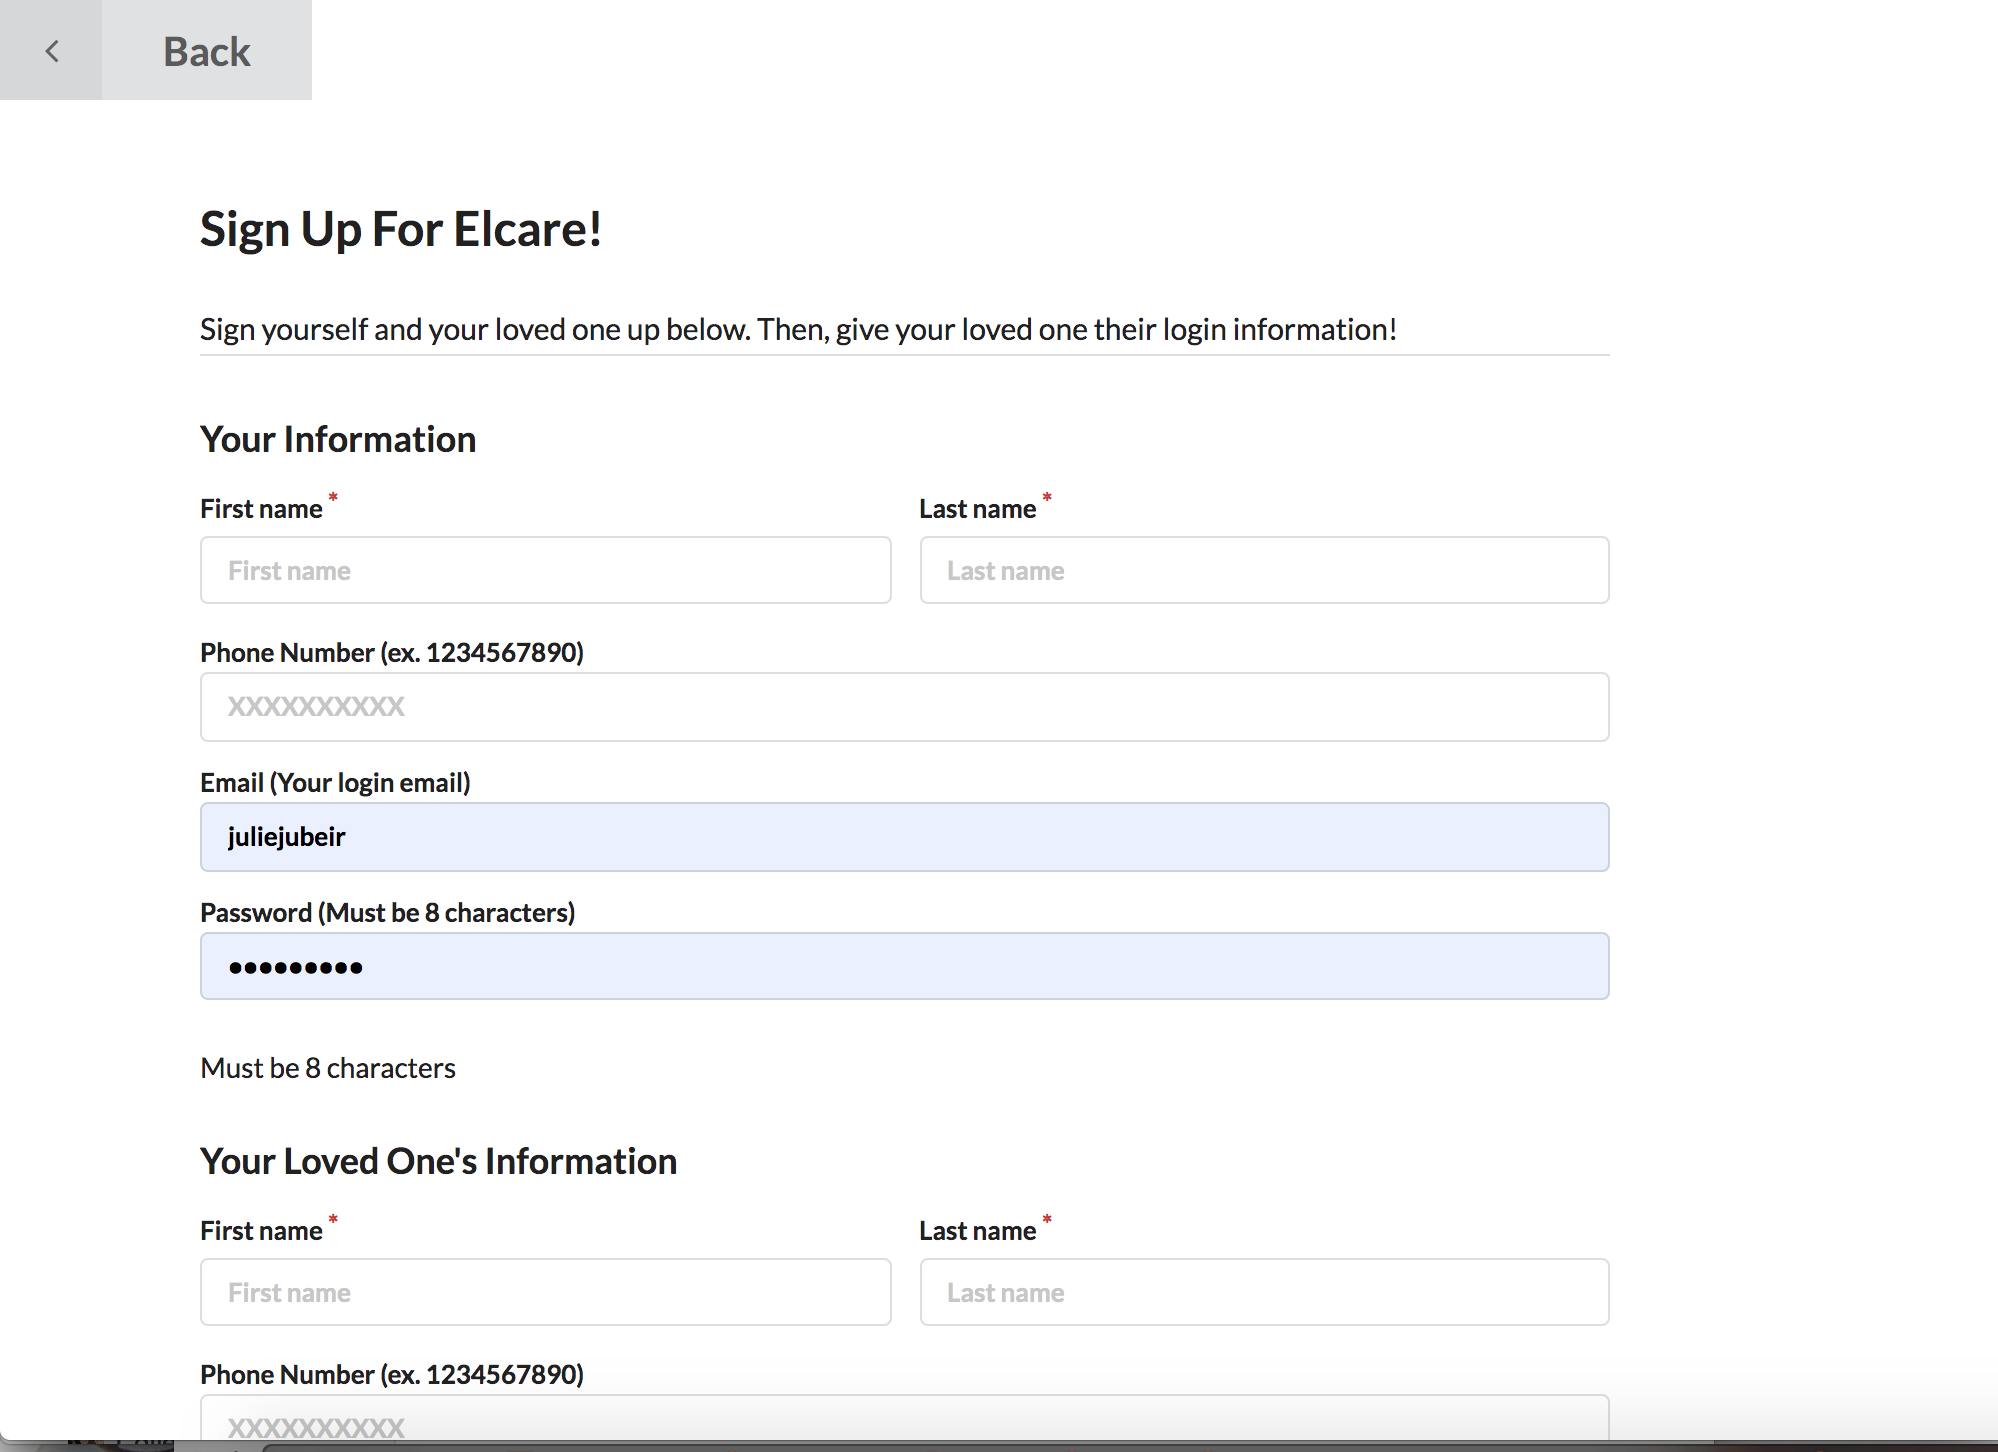 Back
Sign Up For Elcare!
Sign yourself and your loved one up below. Then, give your loved one their login information!
Your Information
First name * Last name *
First name Last name
Phone Number (ex. 1234567890)
XXXXXXXXXX
Email (Your login email)
juliejubeir
Password (Must be 8 characters)
•••••••••
Must be 8 characters
Your Loved One's Information
First name * Last name *
First name Last name
Phone Number (ex. 1234567890)
XXXXXXXXXX